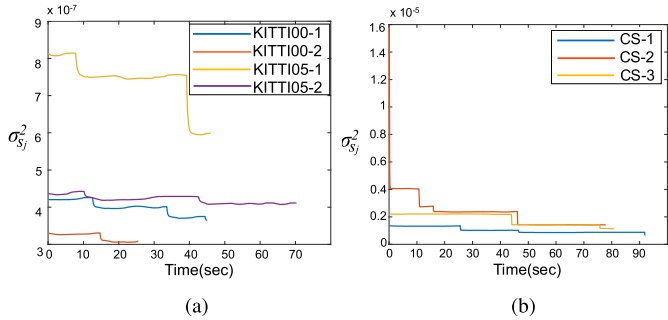 × 10⁻⁷
9
8
7
6
5
4
3
σ²ₛⱼ
0 10 20 30 40 50 60 70
Time(sec)
KITTI00-1
KITTI00-2
KITTI05-1
KITTI05-2
(a)
× 10⁻⁵
1.6
1.4
1.2
1
0.8
0.6
0.4
0.2
0
σ²ₛⱼ
0 10 20 30 40 50 60 70 80 90
Time(sec)
CS-1
CS-2
CS-3
(b)